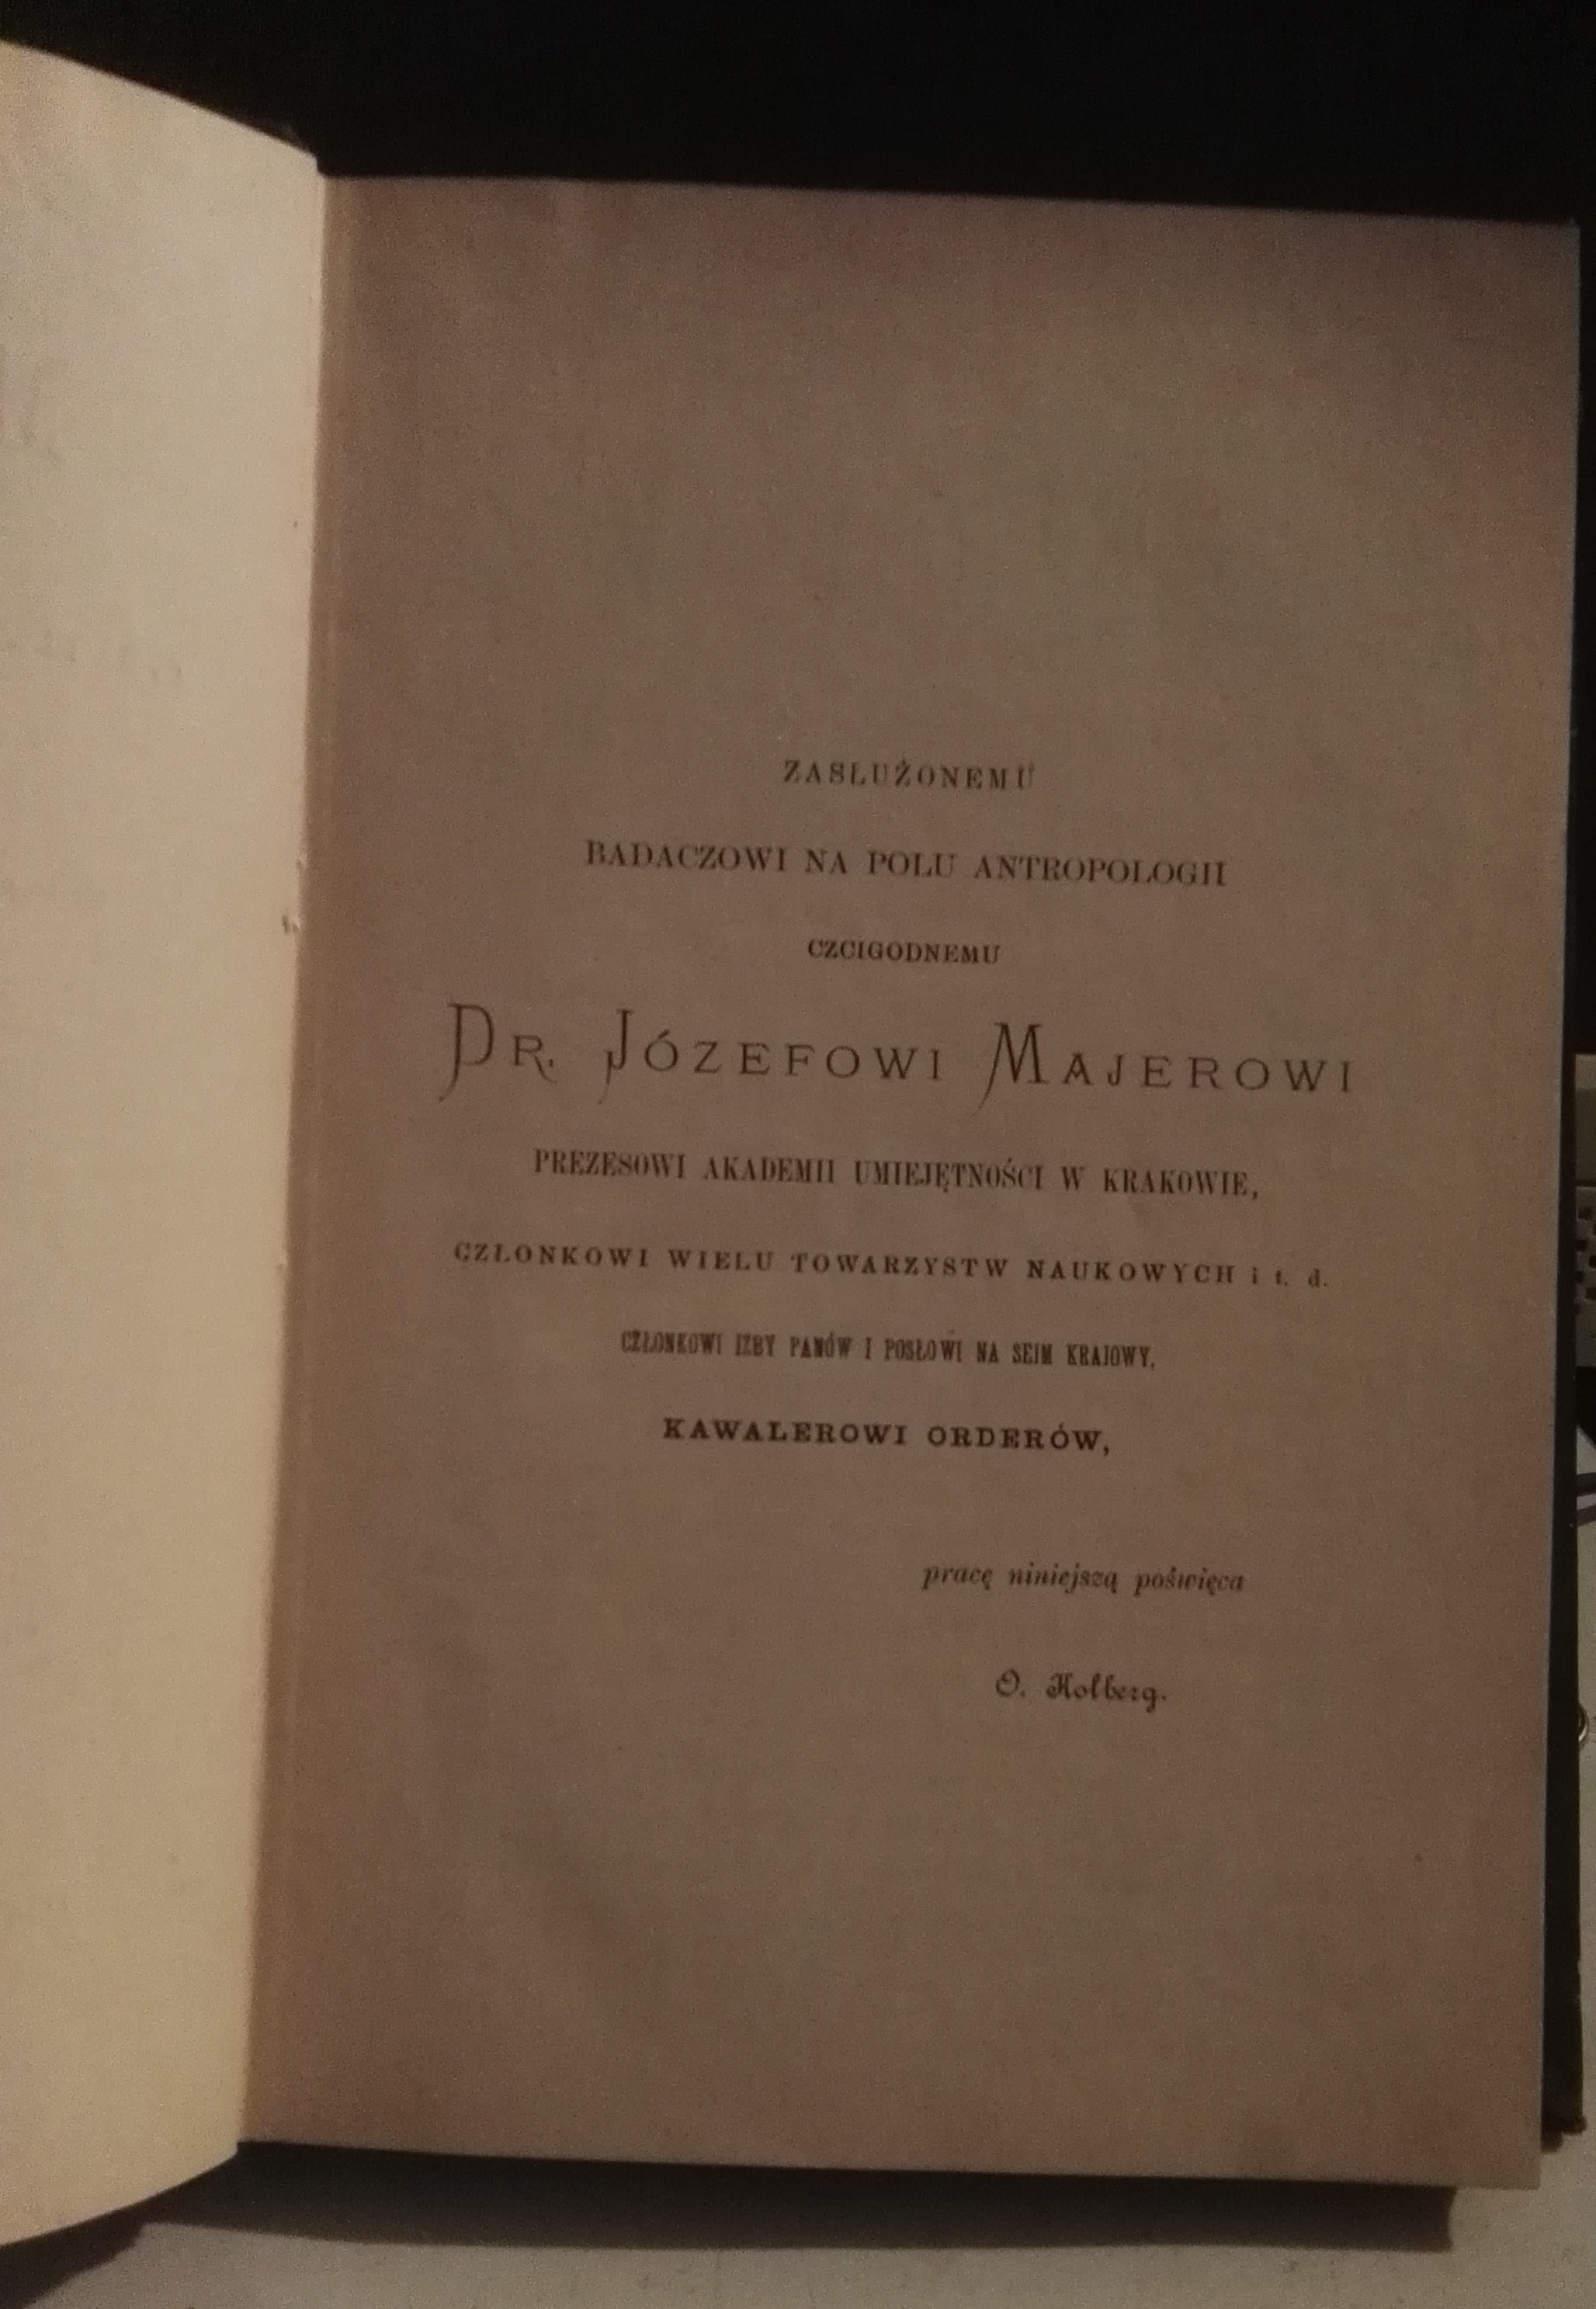 ZASŁUŻONEMU
BADACZOWI NA POLU ANTROPOLOGII
CZCIGODNEMU
DR. JÓZEFOWI MAJEROWI
PREZESOWI AKADEMII UMIEJĘTNOŚCI W KRAKOWIE,
CZŁONKOWI WIELU TOWARZYSTW NAUKOWYCH i t. d.
CZŁONKOWI IZBY PANÓW I POSŁOWI NA SEJM KRAJOWY,
KAWALEROWI ORDERÓW,
pracę niniejszą poświęca
O. Kolberg.